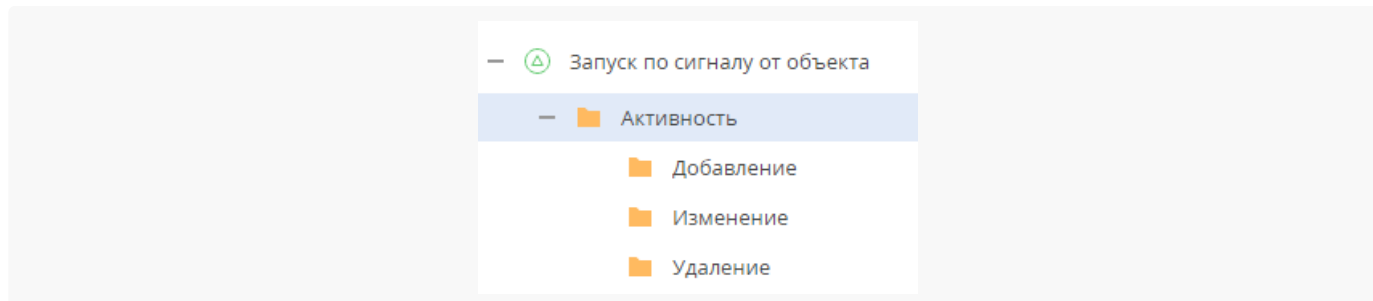 Запуск по сигналу от объекта
Активность
Добавление
Изменение
Удаление